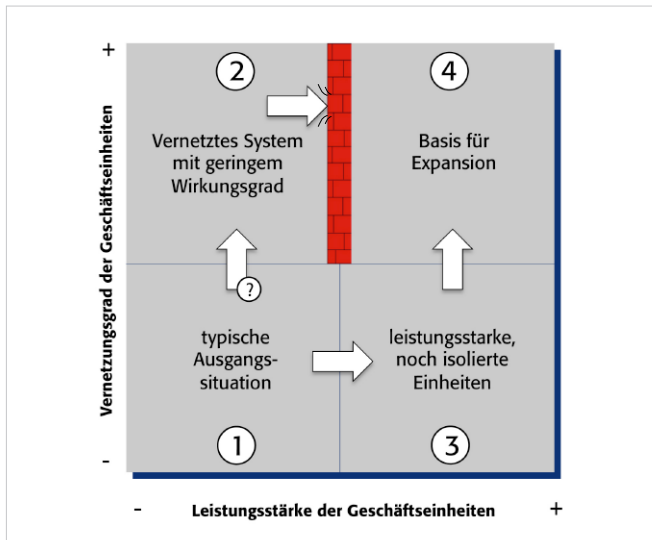 +
Vernetzungsgrad der Geschäftseinheiten
-
2
Vernetztes System
mit geringem
Wirkungsgrad
4
Basis für
Expansion
?
typische
Ausgangs-
situation
1
leistungsstarke,
noch isolierte
Einheiten
3
-
Leistungsstärke der Geschäftseinheiten
+